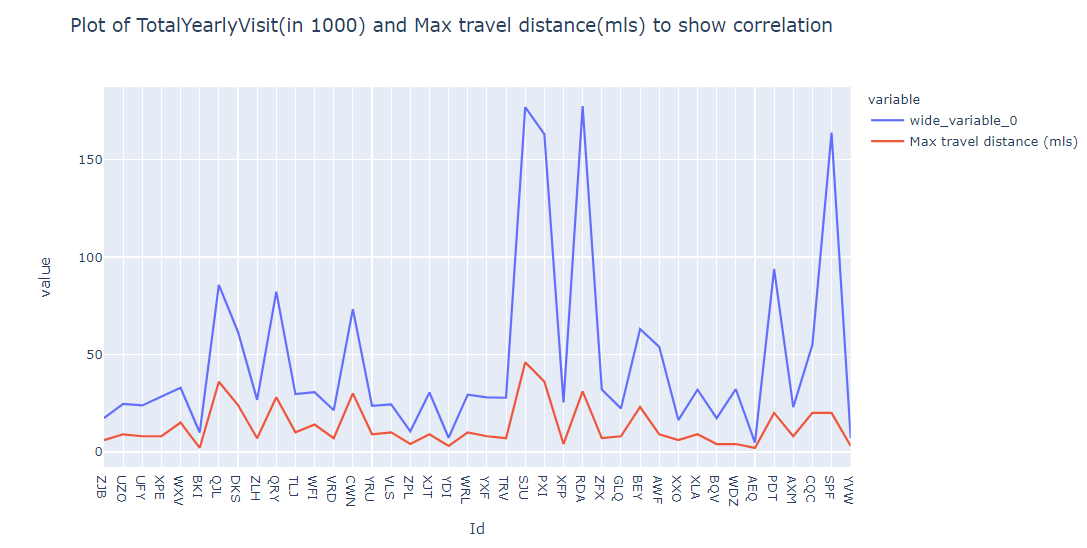 Plot of TotalYearlyVisit(in 1000) and Max travel distance(mls) to show correlation
variable
wide_variable_0
Max travel distance (mls)
value
150
100
50
0
ZJB
UZO
UFY
XPE
WXV
BKI
QJL
DKS
ZLH
QRY
TLJ
WFI
VRD
CWN
YRU
VLS
ZPL
XJT
YDI
WRL
YXF
TRV
SJU
PXI
XFP
RDA
ZFX
GLQ
BEY
AWF
XXO
XLA
BQV
WDZ
AEQ
PDT
AXM
CQC
SPF
YVW
Id